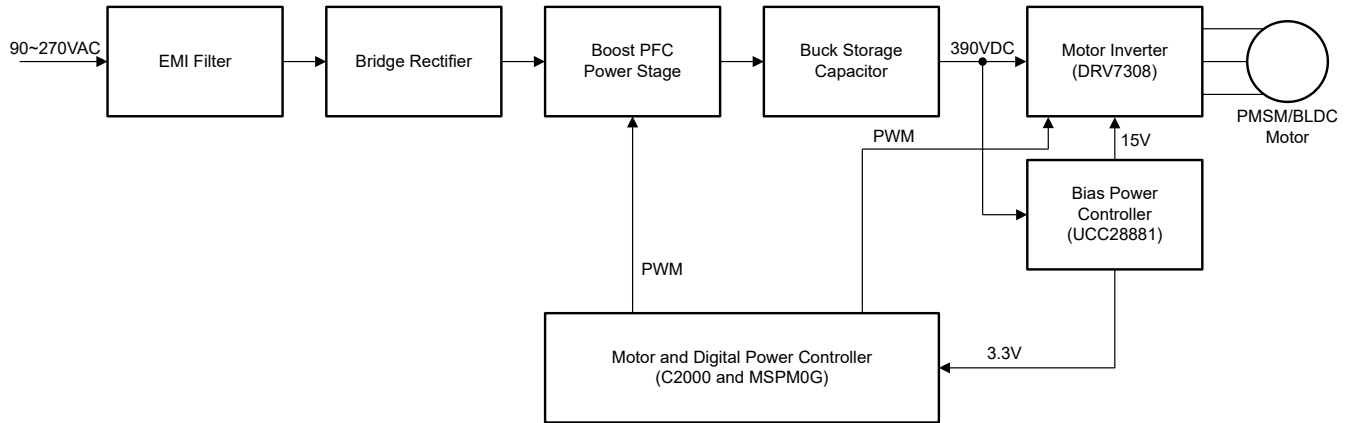 90~270VAC
EMI Filter
Bridge Rectifier
Boost PFC
Power Stage
Buck Storage
Capacitor
390VDC
Motor Inverter
(DRV7308)
PMSM/BLDC
Motor
PWM
15V
Bias Power
Controller
(UCC28881)
PWM
Motor and Digital Power Controller
(C2000 and MSPM0G)
3.3V